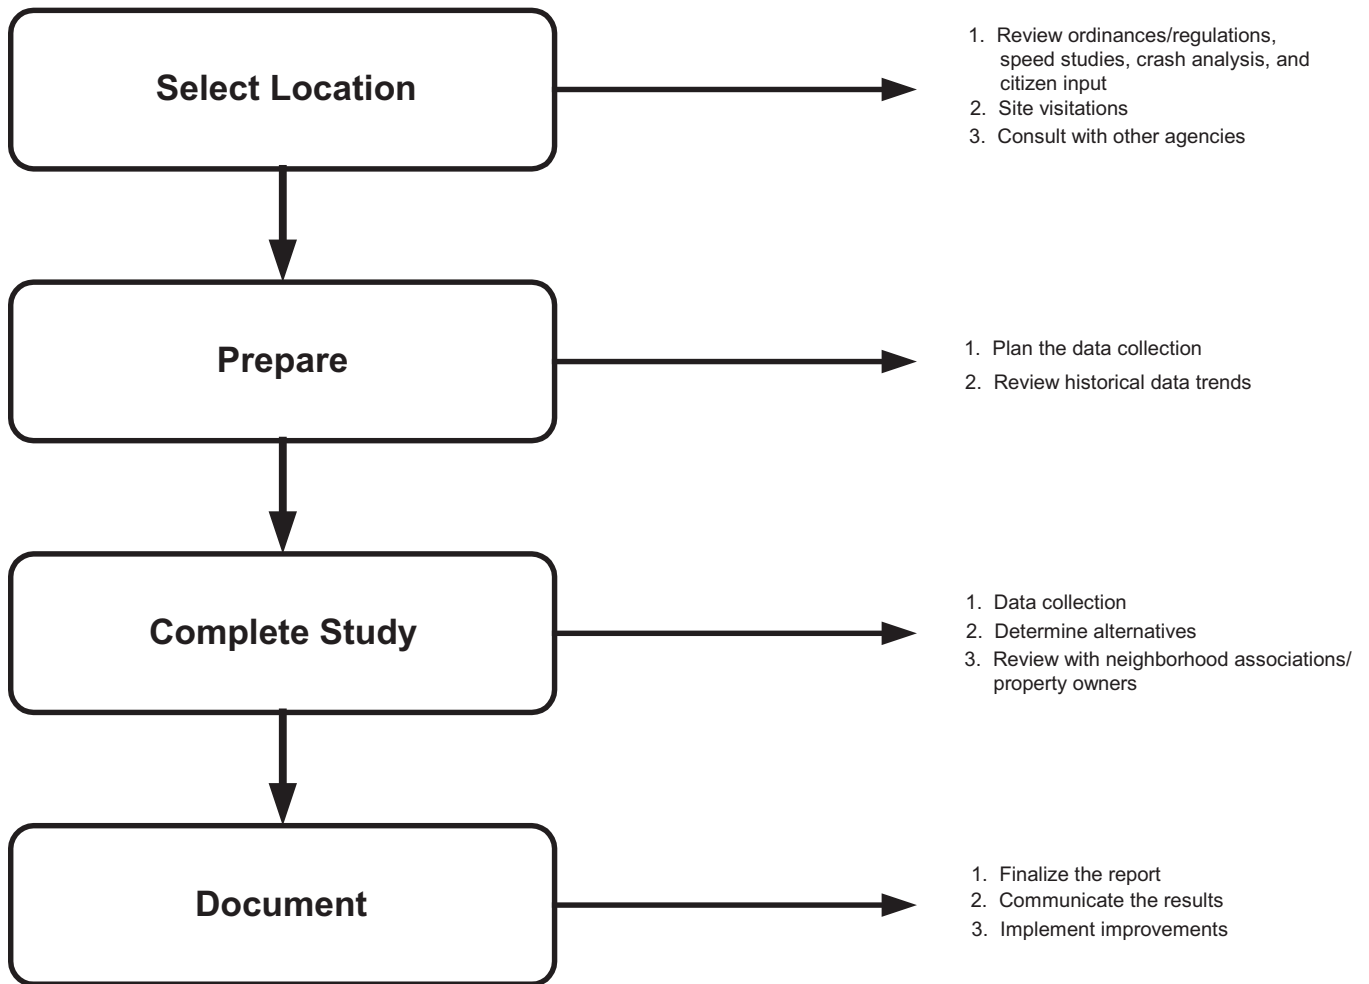 Select Location
1. Review ordinances/regulations,
speed studies, crash analysis, and
citizen input
2. Site visitations
3. Consult with other agencies
Prepare
1. Plan the data collection
2. Review historical data trends
Complete Study
1. Data collection
2. Determine alternatives
3. Review with neighborhood associations/
property owners
Document
1. Finalize the report
2. Communicate the results
3. Implement improvements